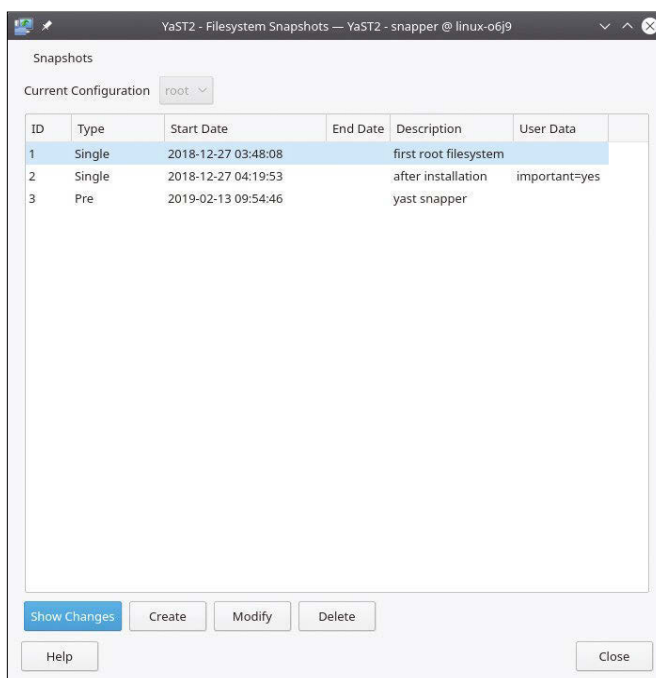 YaST2 - Filesystem Snapshots — YaST2 - snapper @ linux-o6j9
Snapshots
Current Configuration root
ID Type Start Date End Date Description User Data
1 Single 2018-12-27 03:48:08 first root filesystem
2 Single 2018-12-27 04:19:53 after installation important=yes
3 Pre 2019-02-13 09:54:46 yast snapper
Show Changes Create Modify Delete
Help Close